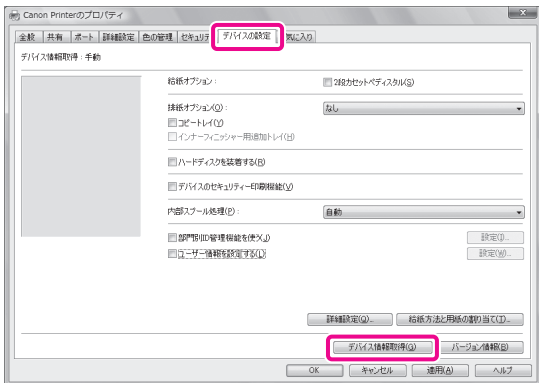 Canon Printerのプロパティ
全般 共有 ポート 詳細設定 色の管理 セキュリテ デバイスの設定 気に入り
デバイス情報取得：手動
給紙オプション： 2段カセットペディスタル(S)
排紙オプション(O)： なし
コピートレイ(Y)
インナーフィニッシャー用追加トレイ(H)
ハードディスクを装着する(R)
デバイスのセキュリティー印刷機能(V)
内部スプール処理(P)： 自動
部門別ID管理機能を使う(J) 設定(I)...
ユーザー情報を設定する(L) 設定(W)...
詳細設定(Q)... 給紙方法と用紙の割り当て(T)...
デバイス情報取得(G) バージョン情報(B)
OK キャンセル 適用(A) ヘルプ